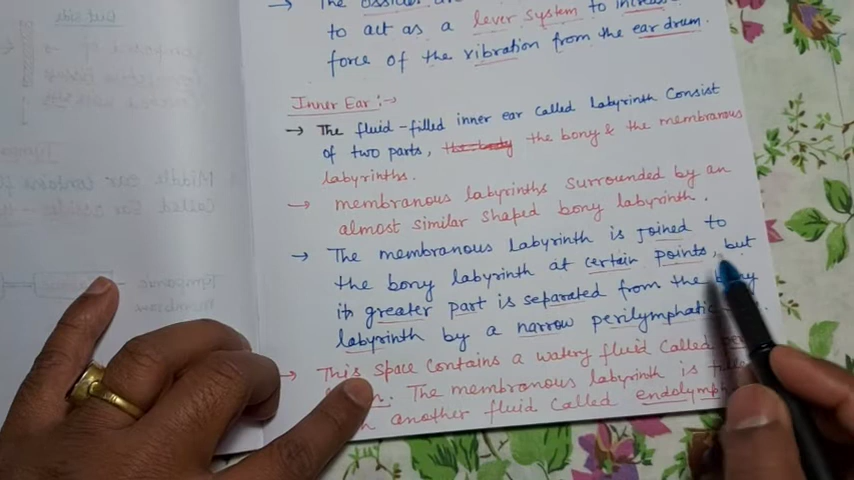 → The ossicles
to act as a lever system to increase
force of the vibration from the ear drum.
Inner Ear :→
→ The fluid-filled inner ear called labyrinth consist
of two parts, the bony & the membranous
labyrinths.
→ membranous labyrinths surrounded by an
almost similar shaped bony labyrinth.
→ The membranous labyrinth is joined to
the bony labyrinth at certain points, but
in greater part is separated from the bony
labyrinth by a narrow perilymphatic
→ This space contains a watery fluid called
The membranous labyrinth is
another fluid called endolymph